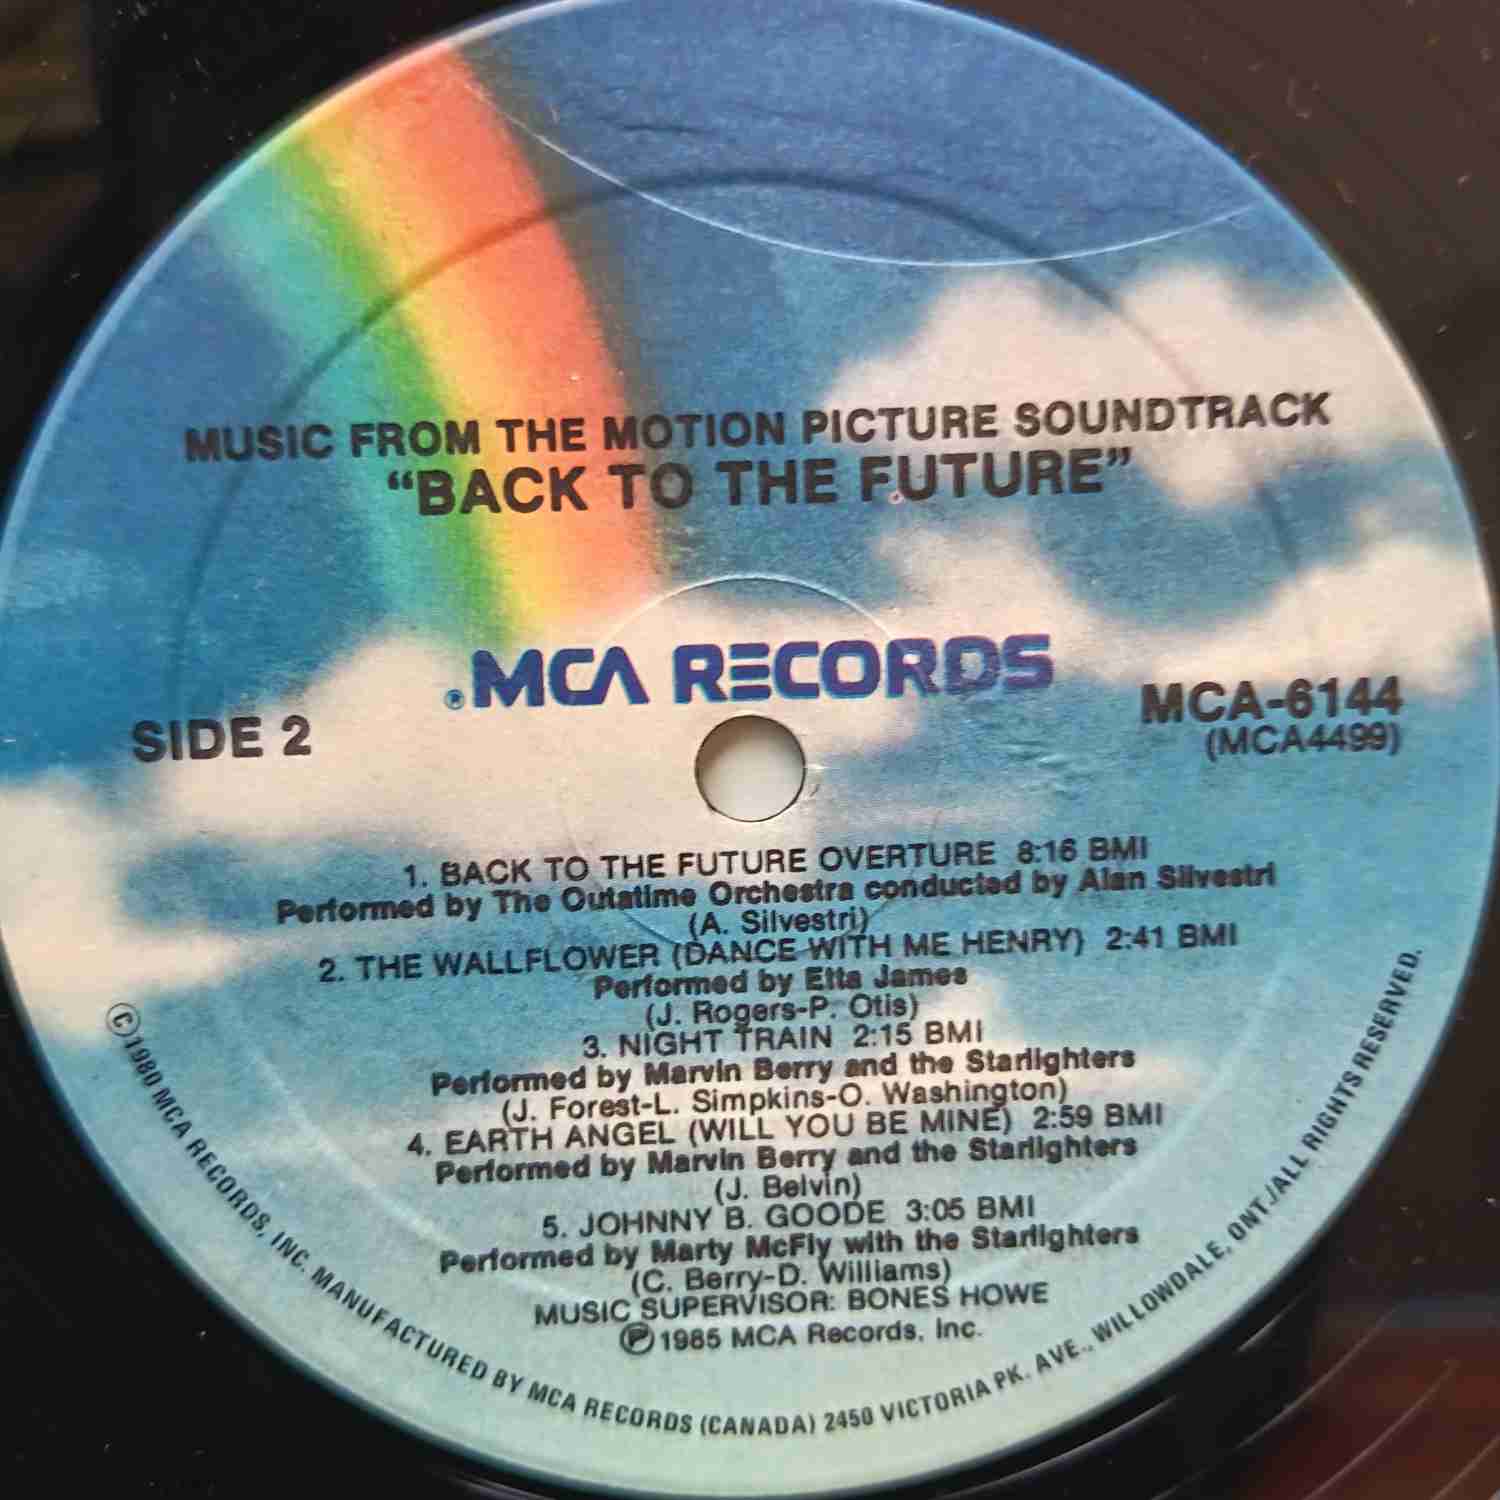 MUSIC FROM THE MOTION PICTURE SOUNDTRACK
“BACK TO THE FUTURE”
® MCA RECORDS
SIDE 2
MCA-6144
(MCA4499)
1. BACK TO THE FUTURE OVERTURE 8:16 BMI
Performed by The Outatime Orchestra conducted by Alan Silvestri
(A. Silvestri)
2. THE WALLFLOWER (DANCE WITH ME HENRY) 2:41 BMI
Performed by Etta James
(J. Rogers-P. Otis)
3. NIGHT TRAIN 2:15 BMI
Performed by Marvin Berry and the Starlighters
(J. Forest-L. Simpkins-O. Washington)
4. EARTH ANGEL (WILL YOU BE MINE) 2:59 BMI
Performed by Marvin Berry and the Starlighters
(J. Belvin)
5. JOHNNY B. GOODE 3:05 BMI
Performed by Marty McFly with the Starlighters
(C. Berry-D. Williams)
MUSIC SUPERVISOR: BONES HOWE
℗1985 MCA Records, Inc.
©1980 MCA RECORDS, INC. MANUFACTURED BY MCA RECORDS (CANADA) 2450 VICTORIA PK. AVE., WILLOWDALE, ONT./ALL RIGHTS RESERVED.